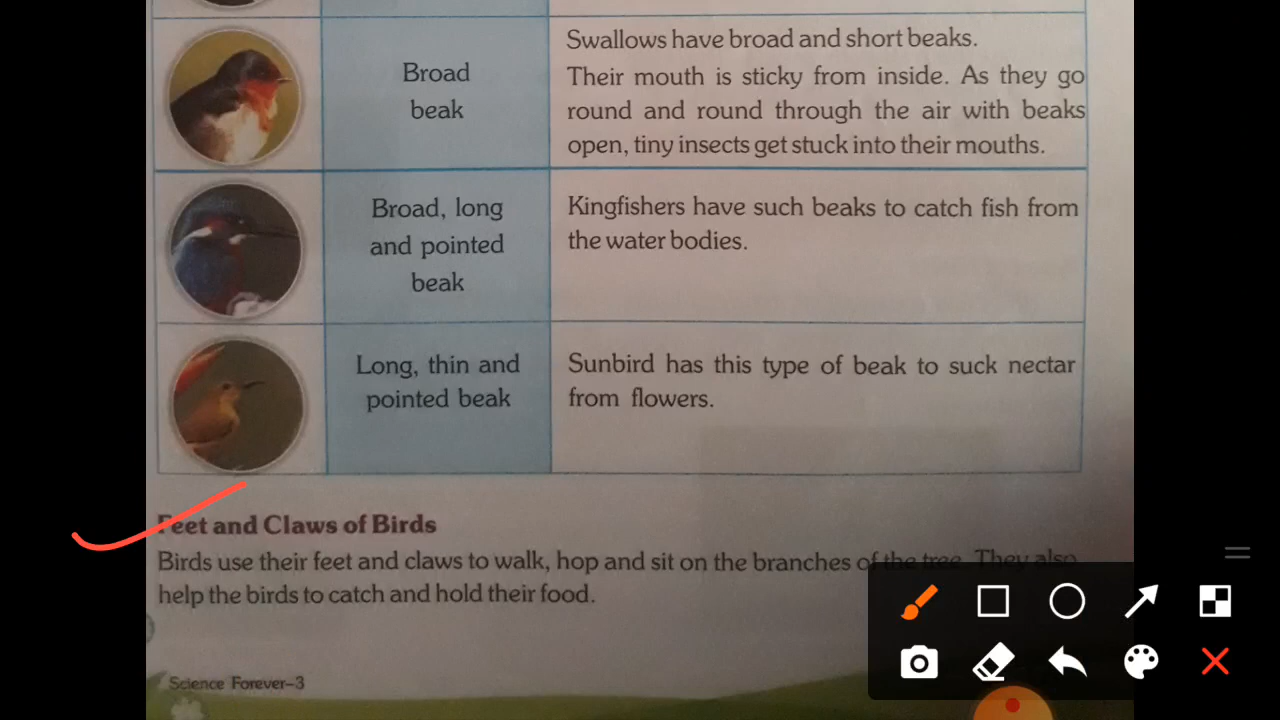 Broad
beak
Swallows have broad and short beaks.
Their mouth is sticky from inside. As they go
round and round through the air with beaks
open, tiny insects get stuck into their mouths.
Broad, long
and pointed
beak
Kingfishers have such beaks to catch fish from
the water bodies.
Long, thin and
pointed beak
Sunbird has this type of beak to suck nectar
from flowers.
Feet and Claws of Birds
Birds use their feet and claws to walk, hop and sit on the branches of the tree. They also
help the birds to catch and hold their food.
Science Forever–3